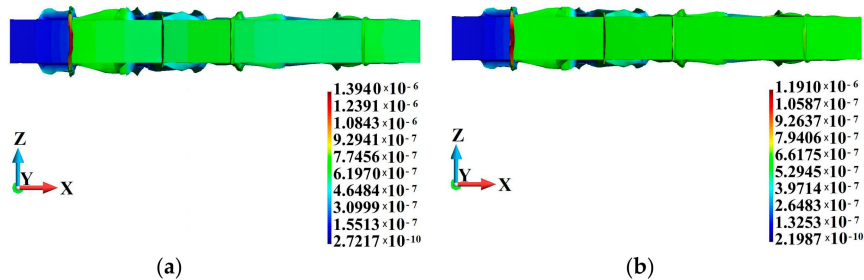 1.3940 ×10 - 6
1.2391 ×10 - 6
1.0843 ×10 - 6
9.2941 ×10 - 7
7.7456 ×10 - 7
6.1970 ×10 - 7
4.6484 ×10 - 7
3.0999 ×10 - 7
1.5513 ×10 - 7
2.7217 ×10 - 10
Z
Y
X
(a)
1.1910 ×10 - 6
1.0587 ×10 - 6
9.2637 ×10 - 7
7.9406 ×10 - 7
6.6175 ×10 - 7
5.2945 ×10 - 7
3.9714 ×10 - 7
2.6483 ×10 - 7
1.3253 ×10 - 7
2.1987 ×10 - 10
Z
Y
X
(b)